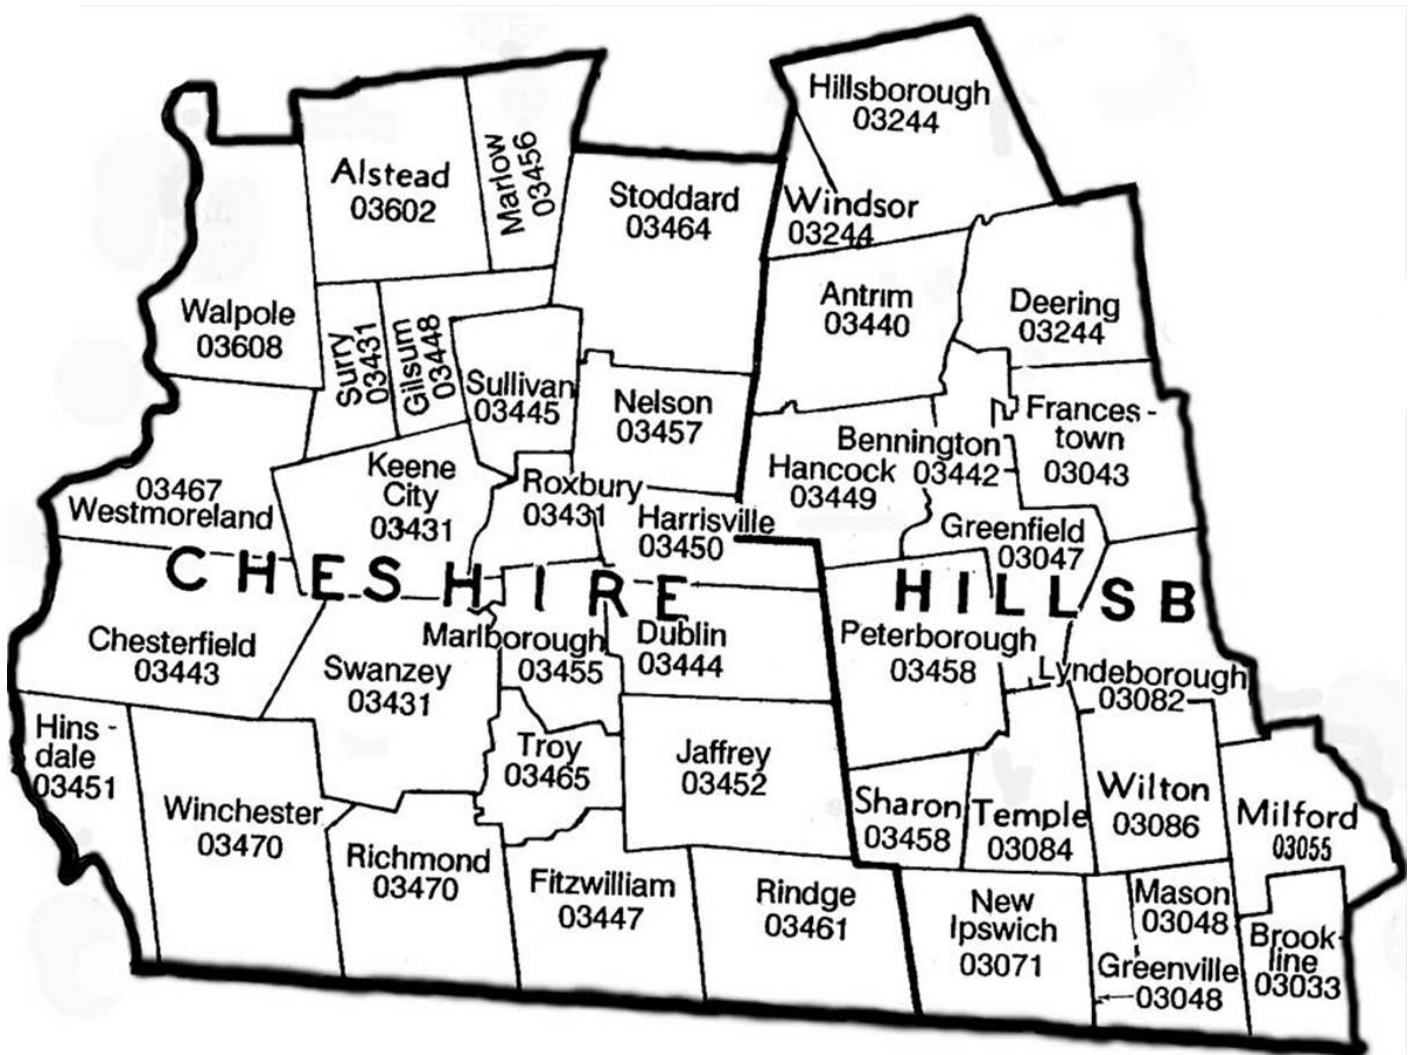 Hillsborough
03244
Marlow
03456
Alstead
03602
Stoddard
03464
Windsor
03244
Walpole
03608
Surry
03431
Gilsum
03448
Antrim
03440
Deering
03244
Sullivan
03445
Nelson
03457
Frances-
town
03043
Bennington
03442
Hancock
03449
Keene
City
03431
03467
Westmoreland
Roxbury
03431
Harrisville
03450
Greenfield
03047
CHESHIRE
HILLSB
Chesterfield
03443
Swanzey
03431
Marlborough
03455
Dublin
03444
Peterborough
03458
Lyndeborough
03082
Hins-
dale
03451
Troy
03465
Jaffrey
03452
Winchester
03470
Sharon
03458
Temple
03084
Wilton
03086
Milford
03055
Richmond
03470
Fitzwilliam
03447
Rindge
03461
New
Ipswich
03071
Mason
03048
Greenville
03048
Brook-
line
03033